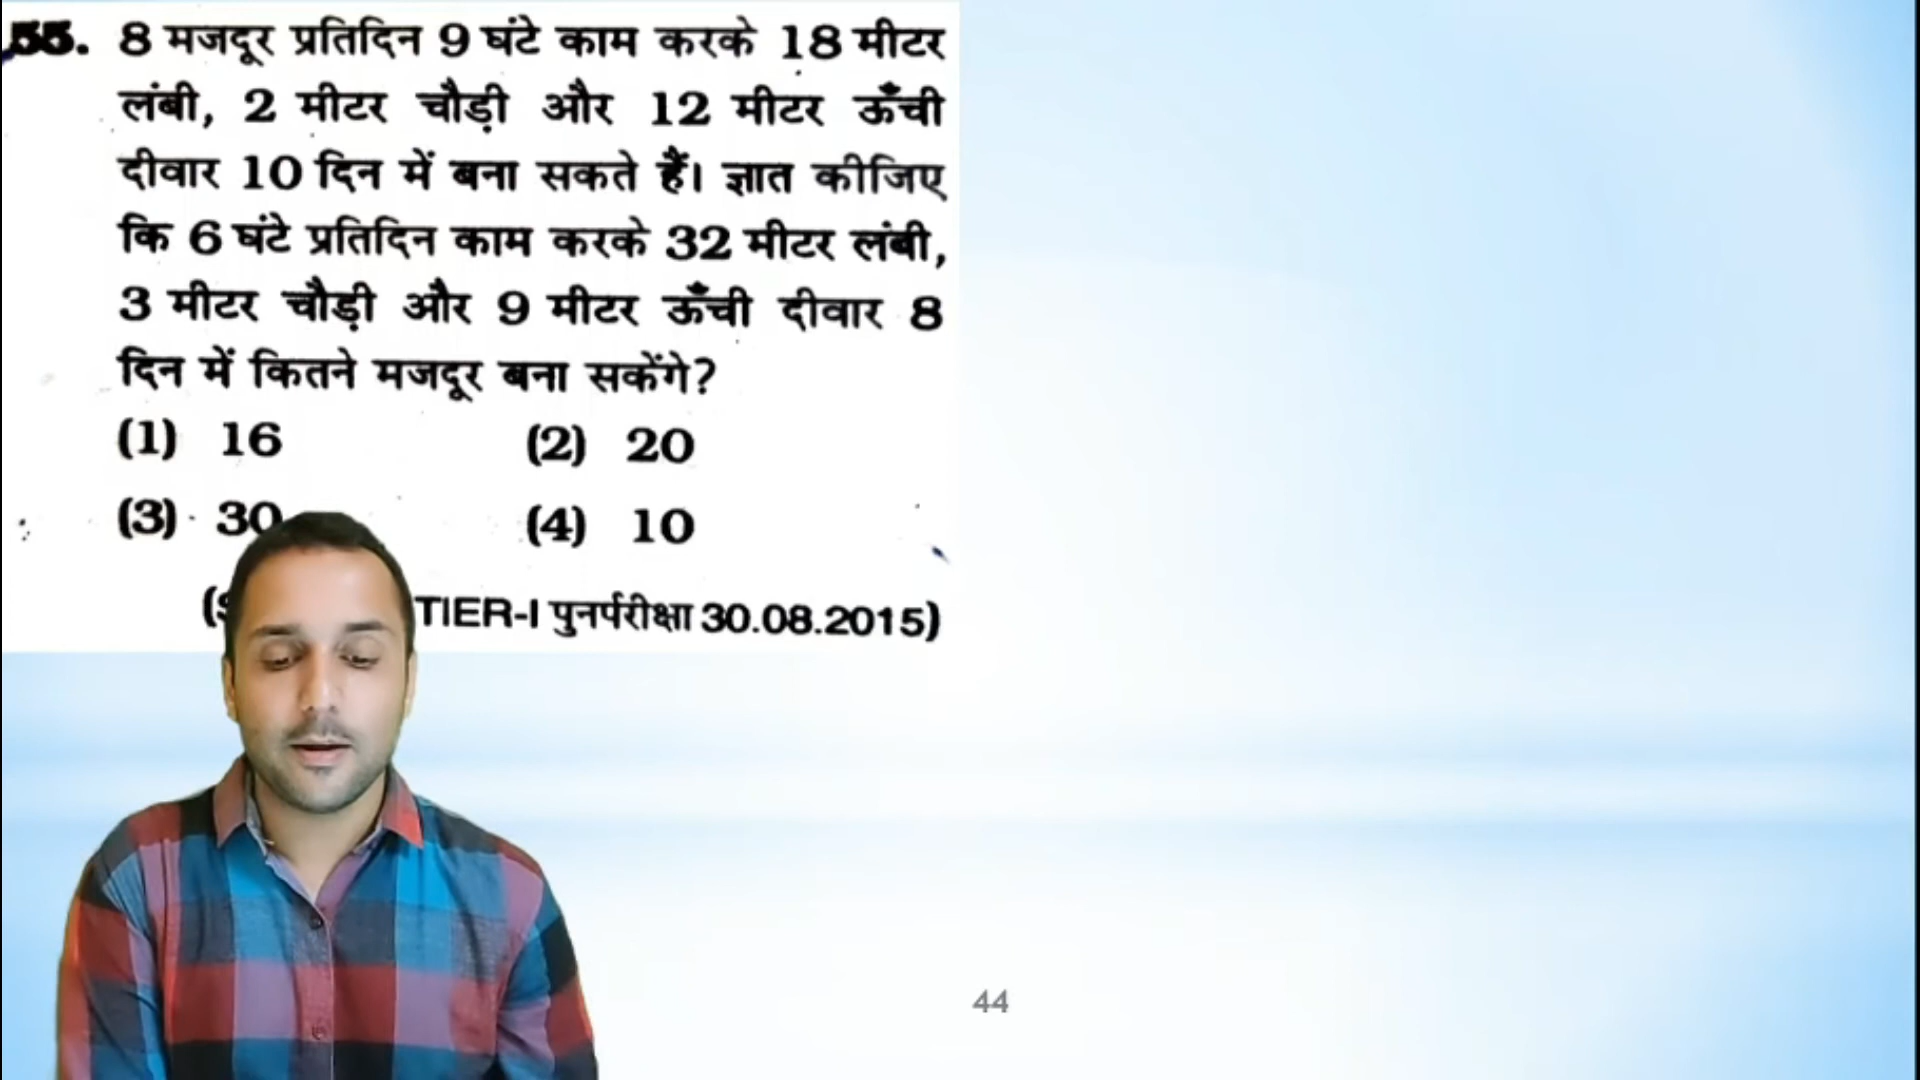 55. 8 मजदूर प्रतिदिन 9 घंटे काम करके 18 मीटर
लंबी, 2 मीटर चौड़ी और 12 मीटर ऊँची
दीवार 10 दिन में बना सकते हैं। ज्ञात कीजिए
कि 6 घंटे प्रतिदिन काम करके 32 मीटर लंबी,
3 मीटर चौड़ी और 9 मीटर ऊँची दीवार 8
दिन में कितने मजदूर बना सकेंगे?
(1) 16 (2) 20
(3) 30 (4) 10
TIER-I पुनर्परीक्षा 30.08.2015)
44